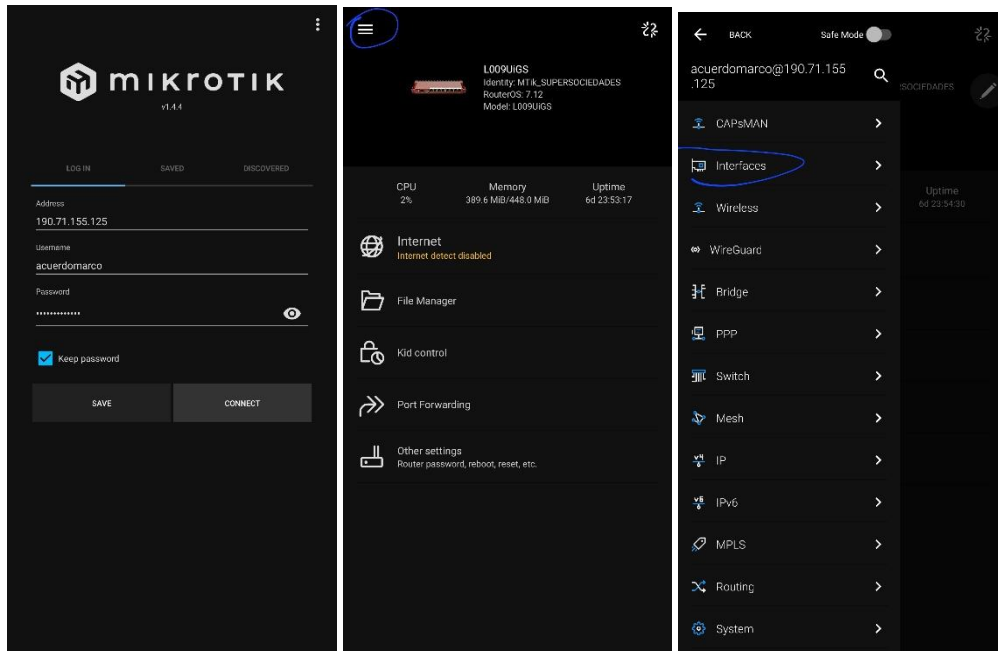 mikrotik
v1.4.4
LOG IN SAVED DISCOVERED
Address
190.71.155.125
Username
acuerdomarco
Password
•••••••••••••
Keep password
SAVE CONNECT
L009UiGS
Identity: MTik_SUPERSOCIEDADES
RouterOS: 7.12
Model: L009UiGS
CPU Memory Uptime
2% 389.6 MiB/448.0 MiB 6d 23:53:17
Internet
Internet detect disabled
File Manager
Kid control
Port Forwarding
Other settings
Router password, reboot, reset, etc.
BACK Safe Mode
acuerdomarco@190.71.155
.125
RSOCIEDADES
CAPsMAN
Interfaces
Wireless
Uptime
6d 23:54:30
WireGuard
Bridge
PPP
Switch
Mesh
IP
IPv6
MPLS
Routing
System